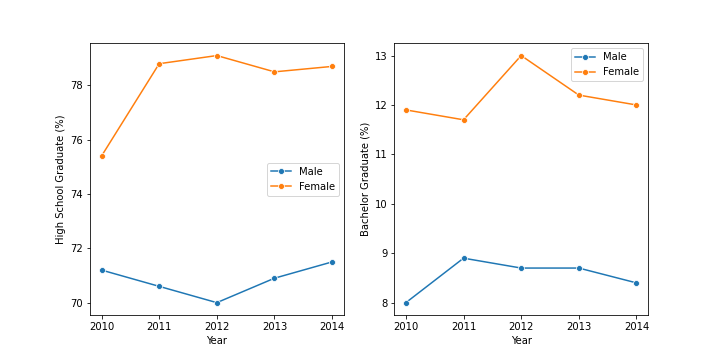 High School Graduate (%)
78
76
74
72
70
Male
Female
2010 2011 2012 2013 2014
Year
Bachelor Graduate (%)
13
12
11
10
9
8
Male
Female
2010 2011 2012 2013 2014
Year